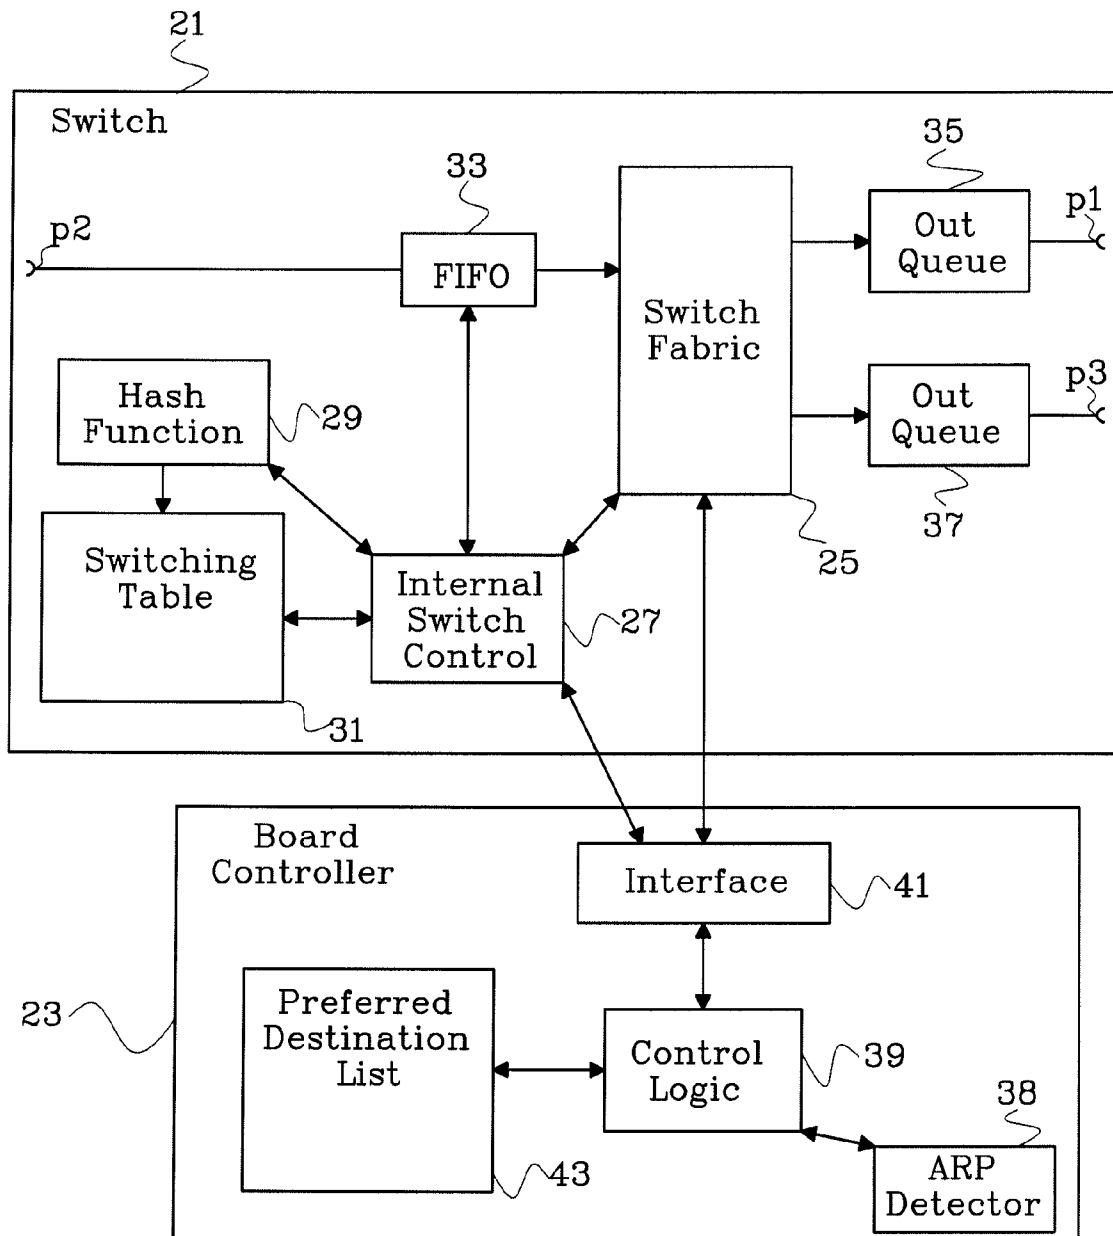 21
Switch
35
33
p2
p1
Out
Queue
FIFO
Switch
Fabric
p3
Hash
Function
29
Out
Queue
37
25
Switching
Table
Internal
Switch
Control
27
31
Board
Controller
Interface
41
23
Preferred
Destination
List
Control
Logic
39
38
43
ARP
Detector